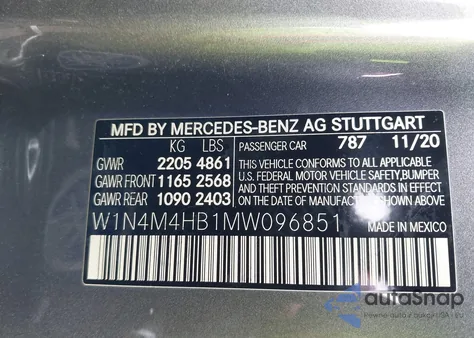 MFD BY MERCEDES-BENZ AG STUTTGART
KG LBS
PASSENGER CAR 787 11/20
GVWR 2205 4861
GAWR FRONT 1165 2568
GAWR REAR 1090 2403
THIS VEHICLE CONFORMS TO ALL APPLICABLE
U.S. FEDERAL MOTOR VEHICLE SAFETY, BUMPER
AND THEFT PREVENTION STANDARDS IN EFFECT
ON THE DATE OF MANUFACTURE SHOWN ABOVE.
W1N4M4HB1MW096851
MADE IN MEXICO
autaSnap